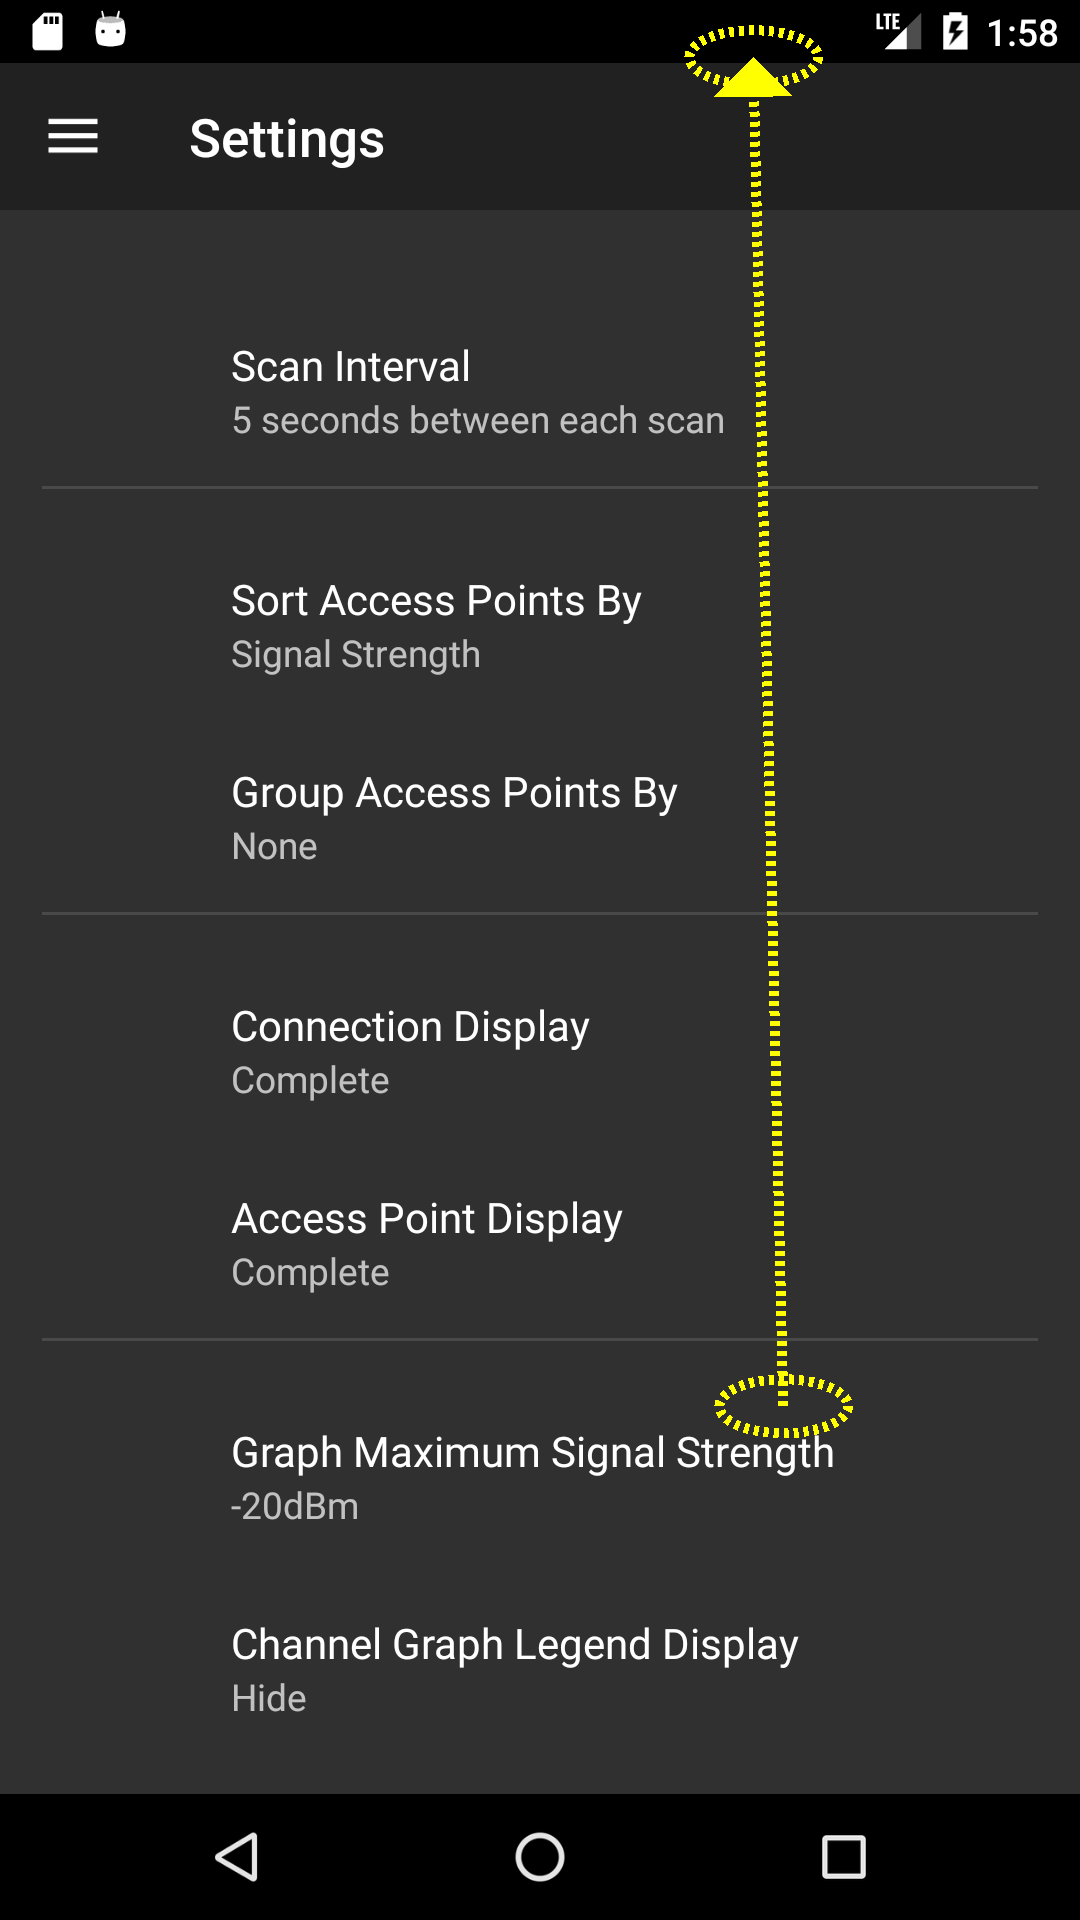 LTE 1:58
Settings
Scan Interval
5 seconds between each scan
Sort Access Points By
Signal Strength
Group Access Points By
None
Connection Display
Complete
Access Point Display
Complete
Graph Maximum Signal Strength
-20dBm
Channel Graph Legend Display
Hide